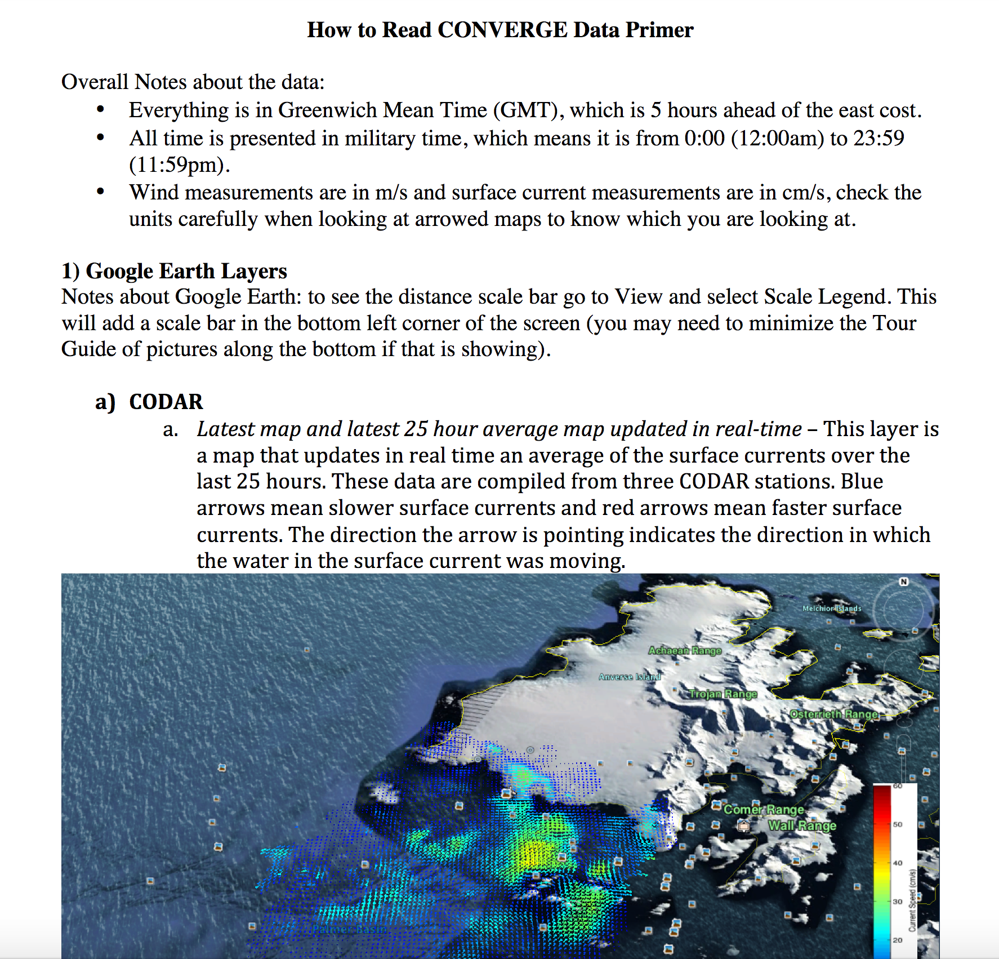 How to Read CONVERGE Data Primer
Overall Notes about the data:
• Everything is in Greenwich Mean Time (GMT), which is 5 hours ahead of the east cost.
• All time is presented in military time, which means it is from 0:00 (12:00am) to 23:59
(11:59pm).
• Wind measurements are in m/s and surface current measurements are in cm/s, check the
units carefully when looking at arrowed maps to know which you are looking at.
1) Google Earth Layers
Notes about Google Earth: to see the distance scale bar go to View and select Scale Legend. This
will add a scale bar in the bottom left corner of the screen (you may need to minimize the Tour
Guide of pictures along the bottom if that is showing).
a) CODAR
a. Latest map and latest 25 hour average map updated in real-time – This layer is
a map that updates in real time an average of the surface currents over the
last 25 hours. These data are compiled from three CODAR stations. Blue
arrows mean slower surface currents and red arrows mean faster surface
currents. The direction the arrow is pointing indicates the direction in which
the water in the surface current was moving.
N
Melchior Islands
Achaean Range
Anverse Island
Trojan Range
Osterrieth Range
Comer Range
Wall Range
60
50
40
30
20
Current Speed (cm/s)